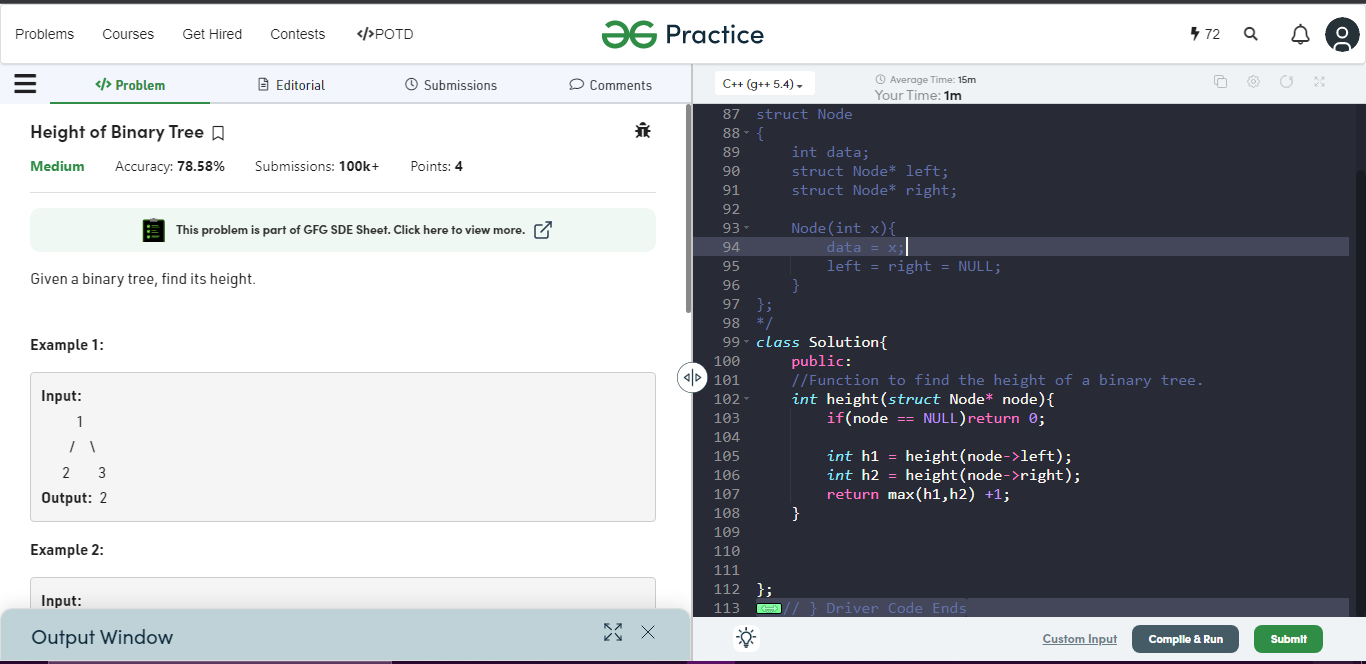 Problems Courses Get Hired Contests </>POTD
Practice
72
Problem Editorial Submissions Comments
C++ (g++ 5.4)
Average Time: 15m
Your Time: 1m
Height of Binary Tree
Medium Accuracy: 78.58% Submissions: 100k+ Points: 4
This problem is part of GFG SDE Sheet. Click here to view more.
Given a binary tree, find its height.
Example 1:
Input:
1
/ \
2 3
Output: 2
Example 2:
Input:
Output Window
87 struct Node
88 {
89 int data;
90 struct Node* left;
91 struct Node* right;
92
93 Node(int x){
94 data = x;
95 left = right = NULL;
96 }
97 };
98 */
99 class Solution{
100 public:
101 //Function to find the height of a binary tree.
102 int height(struct Node* node){
103 if(node == NULL)return 0;
104
105 int h1 = height(node->left);
106 int h2 = height(node->right);
107 return max(h1,h2) +1;
108 }
109
110
111
112 };
113 // } Driver Code Ends
Custom Input Compile & Run Submit